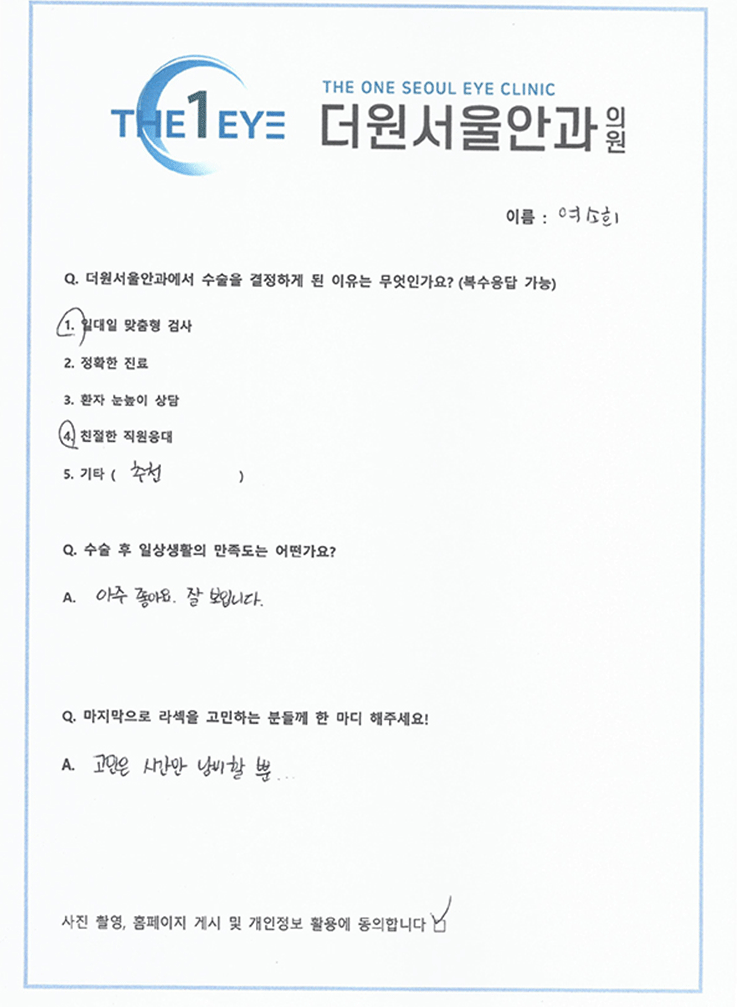 THE 1 EYE
THE ONE SEOUL EYE CLINIC
더원서울안과의원
이름 : 여소희
Q. 더원서울안과에서 수술을 결정하게 된 이유는 무엇인가요? (복수응답 가능)
1. 일대일 맞춤형 검사
2. 정확한 진료
3. 환자 눈높이 상담
4. 친절한 직원응대
5. 기타 ( 추천 )
Q. 수술 후 일상생활의 만족도는 어떤가요?
A. 아주 좋아요. 잘 보입니다.
Q. 마지막으로 라섹을 고민하는 분들께 한 마디 해주세요!
A. 고민은 시간만 낭비할 뿐...
사진 촬영, 홈페이지 게시 및 개인정보 활용에 동의합니다